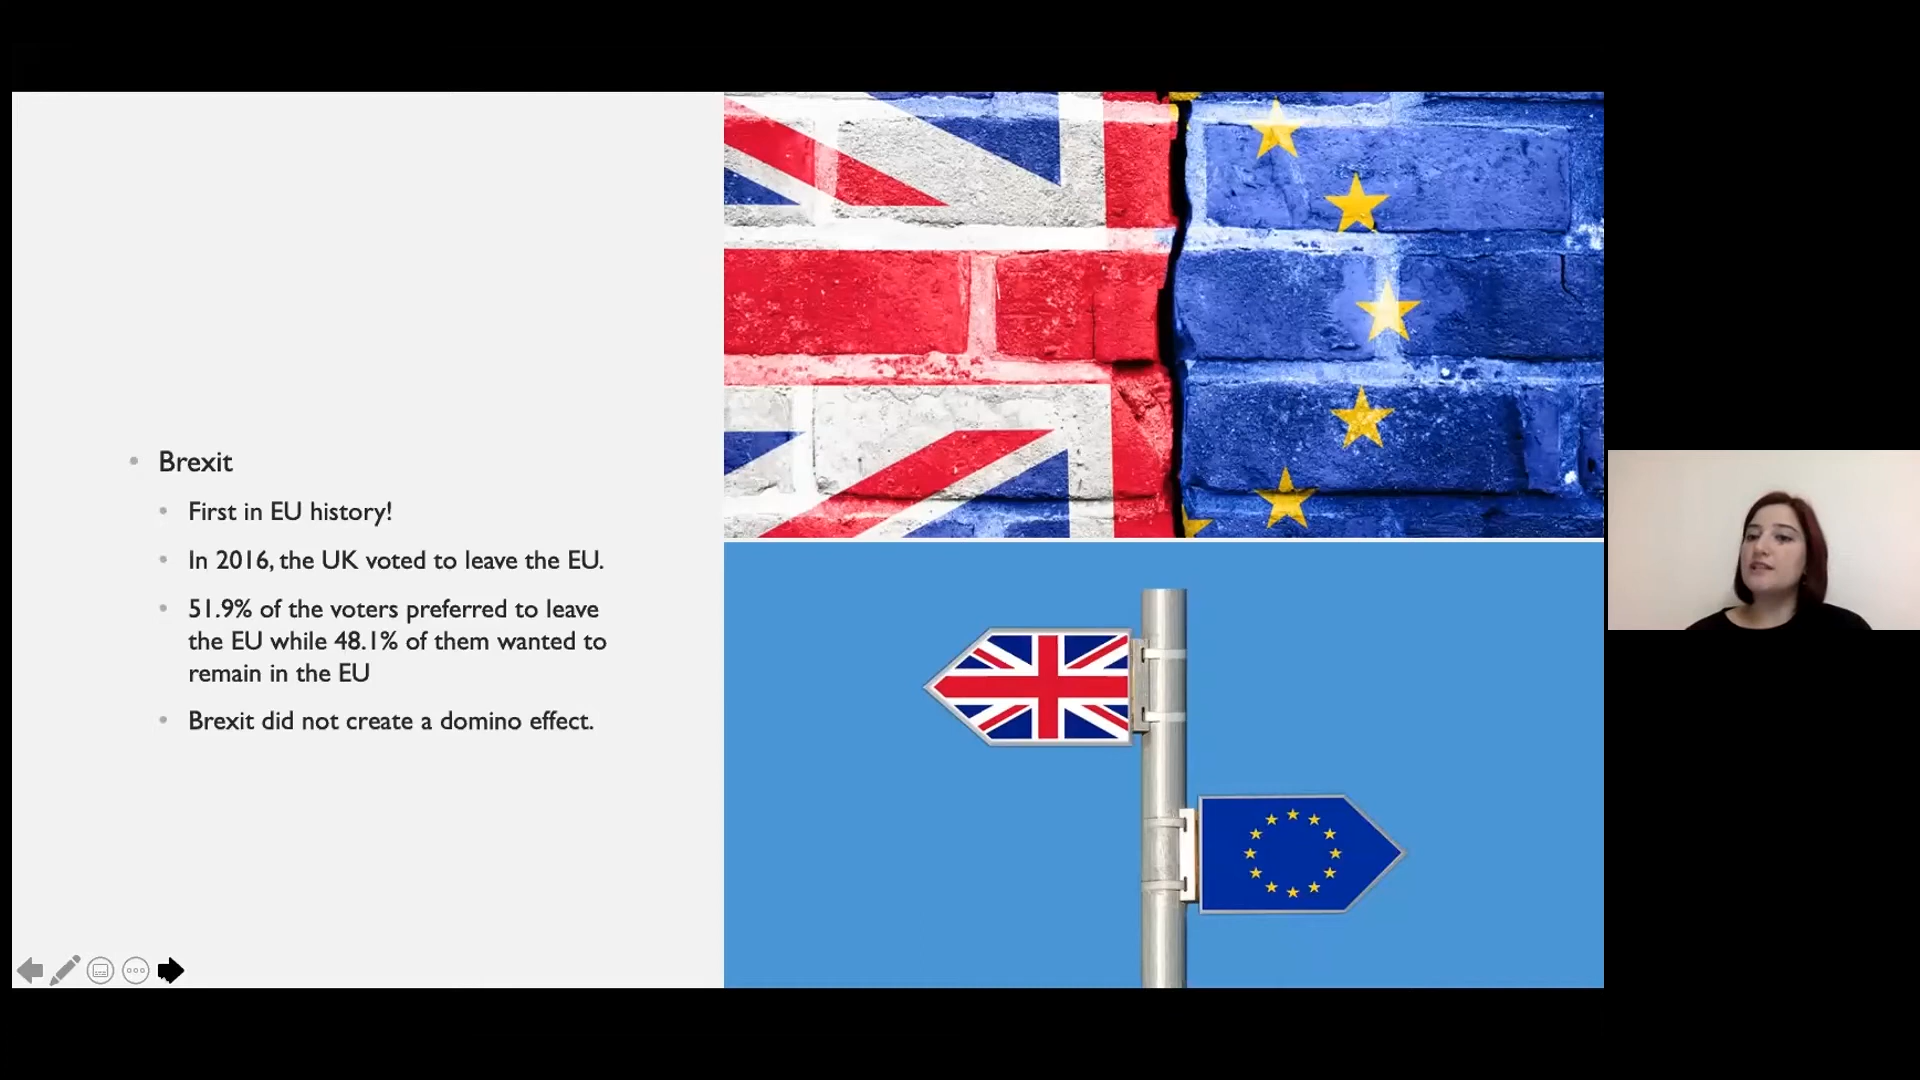 Brexit
First in EU history!
In 2016, the UK voted to leave the EU.
51.9% of the voters preferred to leave
the EU while 48.1% of them wanted to
remain in the EU
Brexit did not create a domino effect.